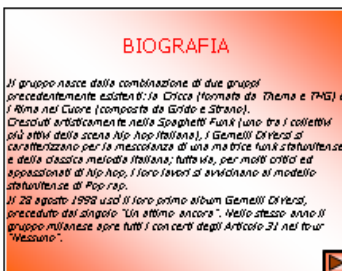 BIOGRAFIA
Il gruppo nasce dalla combinazione di due gruppi
precedentemente esistenti: la Cricca (formata da Thema e THG) e
i Rima nel Cuore (composta da Grido e Strano).
Cresciuti artisticamente nella Spaghetti Funk (uno tra i collettivi
più attivi della scena hip hop italiana), i Gemelli DiVersi si
caratterizzano per la mescolanza di una matrice funk statunitense
e della classica melodia italiana; tuttavia, per molti critici ed
appassionati di hip hop, i loro lavori si avvicinano al modello
statunitense di Pop rap.
Il 28 agosto 1998 uscì il loro primo album Gemelli DiVersi,
preceduto dal singolo "Un attimo ancora". Nello stesso anno il
gruppo milanese apre tutti i concerti degli Articolo 31 nel tour
"Nessuno".